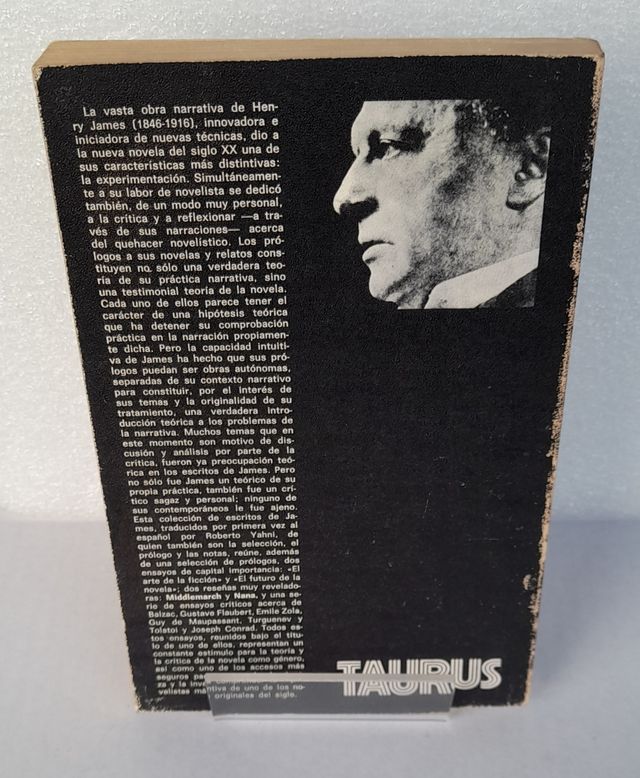 La vasta obra narrativa de Hen-
ry James (1846-1916), innovadora e
iniciadora de nuevas técnicas, dio a
la nueva novela del siglo XX una de
sus características más distintivas:
la experimentación. Simultáneamen-
te a su labor de novelista se dedicó
también, de un modo muy personal,
a la crítica y a reflexionar —a tra-
vés de sus narraciones— acerca
del quehacer novelístico. Los pró-
logos a sus novelas y relatos cons-
tituyen no sólo una verdadera teo-
ría de su práctica narrativa, sino
una testimonial teoría de la novela.
Cada uno de ellos parece tener el
carácter de una hipótesis teórica
que ha detener su comprobación
práctica en la narración propiamen-
te dicha. Pero la capacidad intuiti-
va de James ha hecho que sus pró-
logos puedan ser obras autónomas,
separadas de su contexto narrativo
para constituir, por el interés de
sus temas y la originalidad de su
tratamiento, una verdadera intro-
ducción teórica a los problemas de
la narrativa. Muchos temas que en
este momento son motivo de dis-
cusión y análisis por parte de la
crítica, fueron ya preocupación teó-
rica en los escritos de James. Pero
no sólo fue James un teórico de su
propia práctica, también fue un crí-
tico sagaz y personal; ninguno de
sus contemporáneos le fue ajeno.
Esta colección de escritos de Ja-
mes, traducidos por primera vez al
español por Roberto Yahni, de
quien también son la selección, el
prólogo y las notas, reúne, además
de una selección de prólogos, dos
ensayos de capital importancia: «El
arte de la ficción» y «El futuro de la
novela»; dos reseñas muy revelado-
ras: Middlemarch y Nana, y una se-
rie de ensayos críticos acerca de
Balzac, Gustave Flaubert, Emile Zola,
Guy de Maupassant, Turguenev y
Tolstoi y Joseph Conrad. Todos es-
tos ensayos, reunidos bajo el títu-
lo de uno de ellos, representan un
constante estímulo para la teoría y
la crítica de la novela como género,
así como uno de los accesos más
seguros
za y la
velistas
de uno de los no-
originales del siglo.
TAURUS